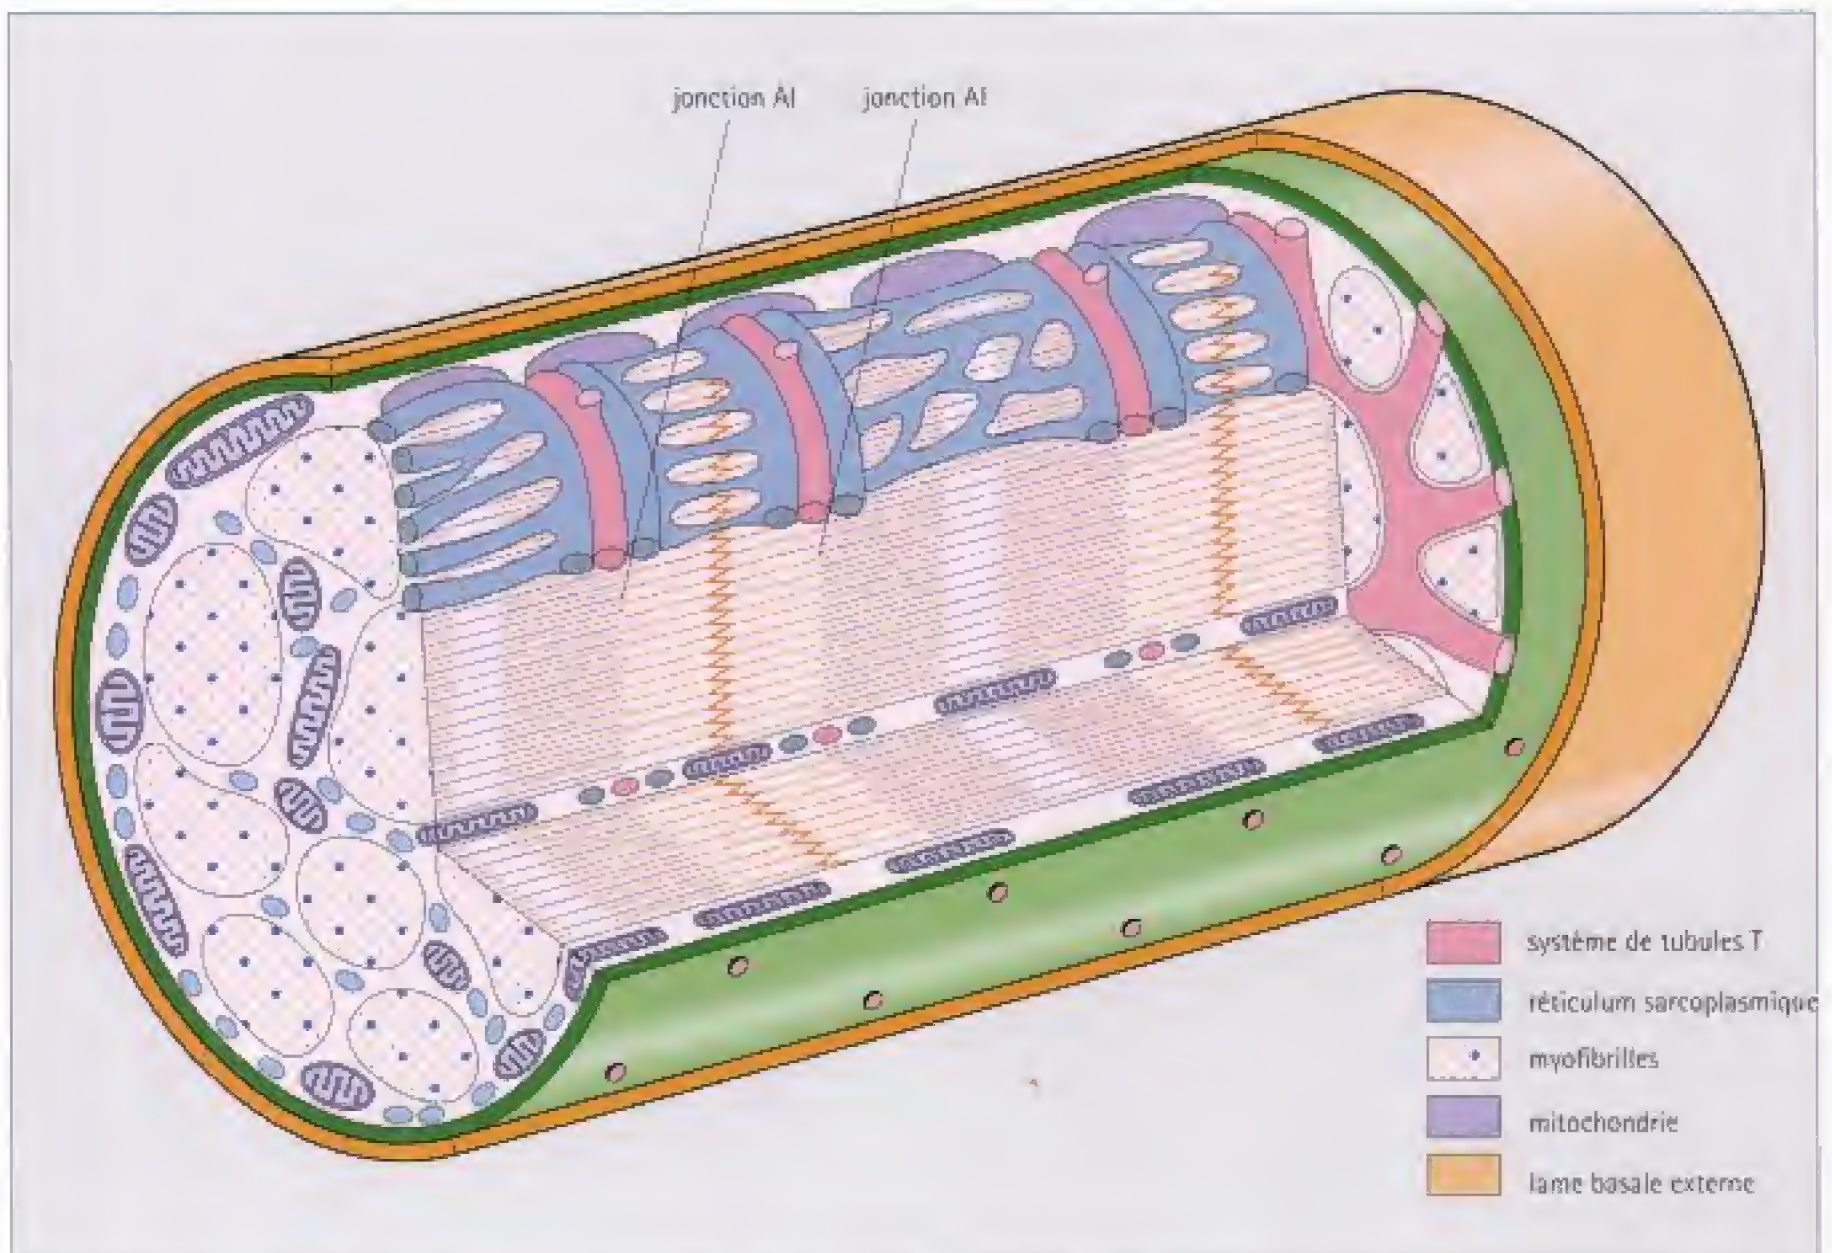 jonction AI
jonction AI
système de tubules T
réticulum sarcoplasmique
myofibrilles
mitochondrie
lame basale externe